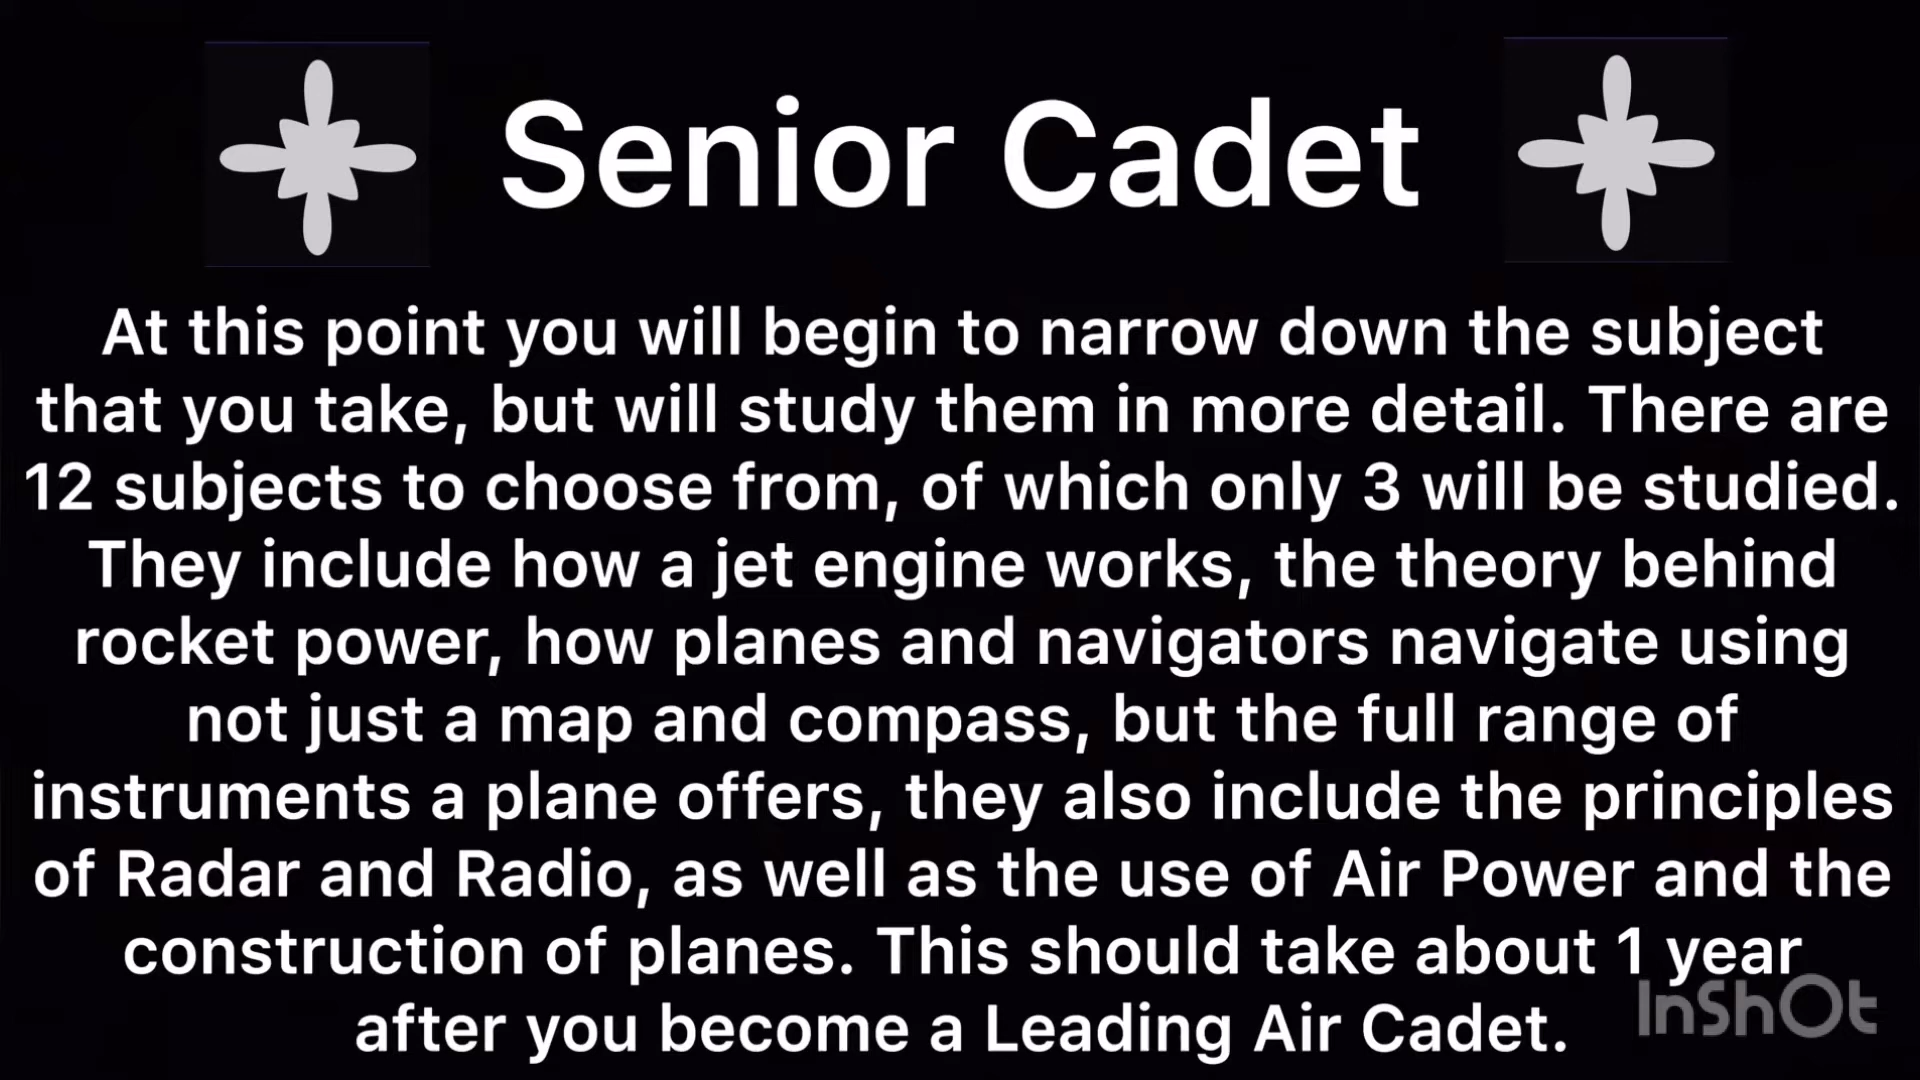 Senior Cadet
At this point you will begin to narrow down the subject
that you take, but will study them in more detail. There are
12 subjects to choose from, of which only 3 will be studied.
They include how a jet engine works, the theory behind
rocket power, how planes and navigators navigate using
not just a map and compass, but the full range of
instruments a plane offers, they also include the principles
of Radar and Radio, as well as the use of Air Power and the
construction of planes. This should take about 1 year
after you become a Leading Air Cadet.
InShOt